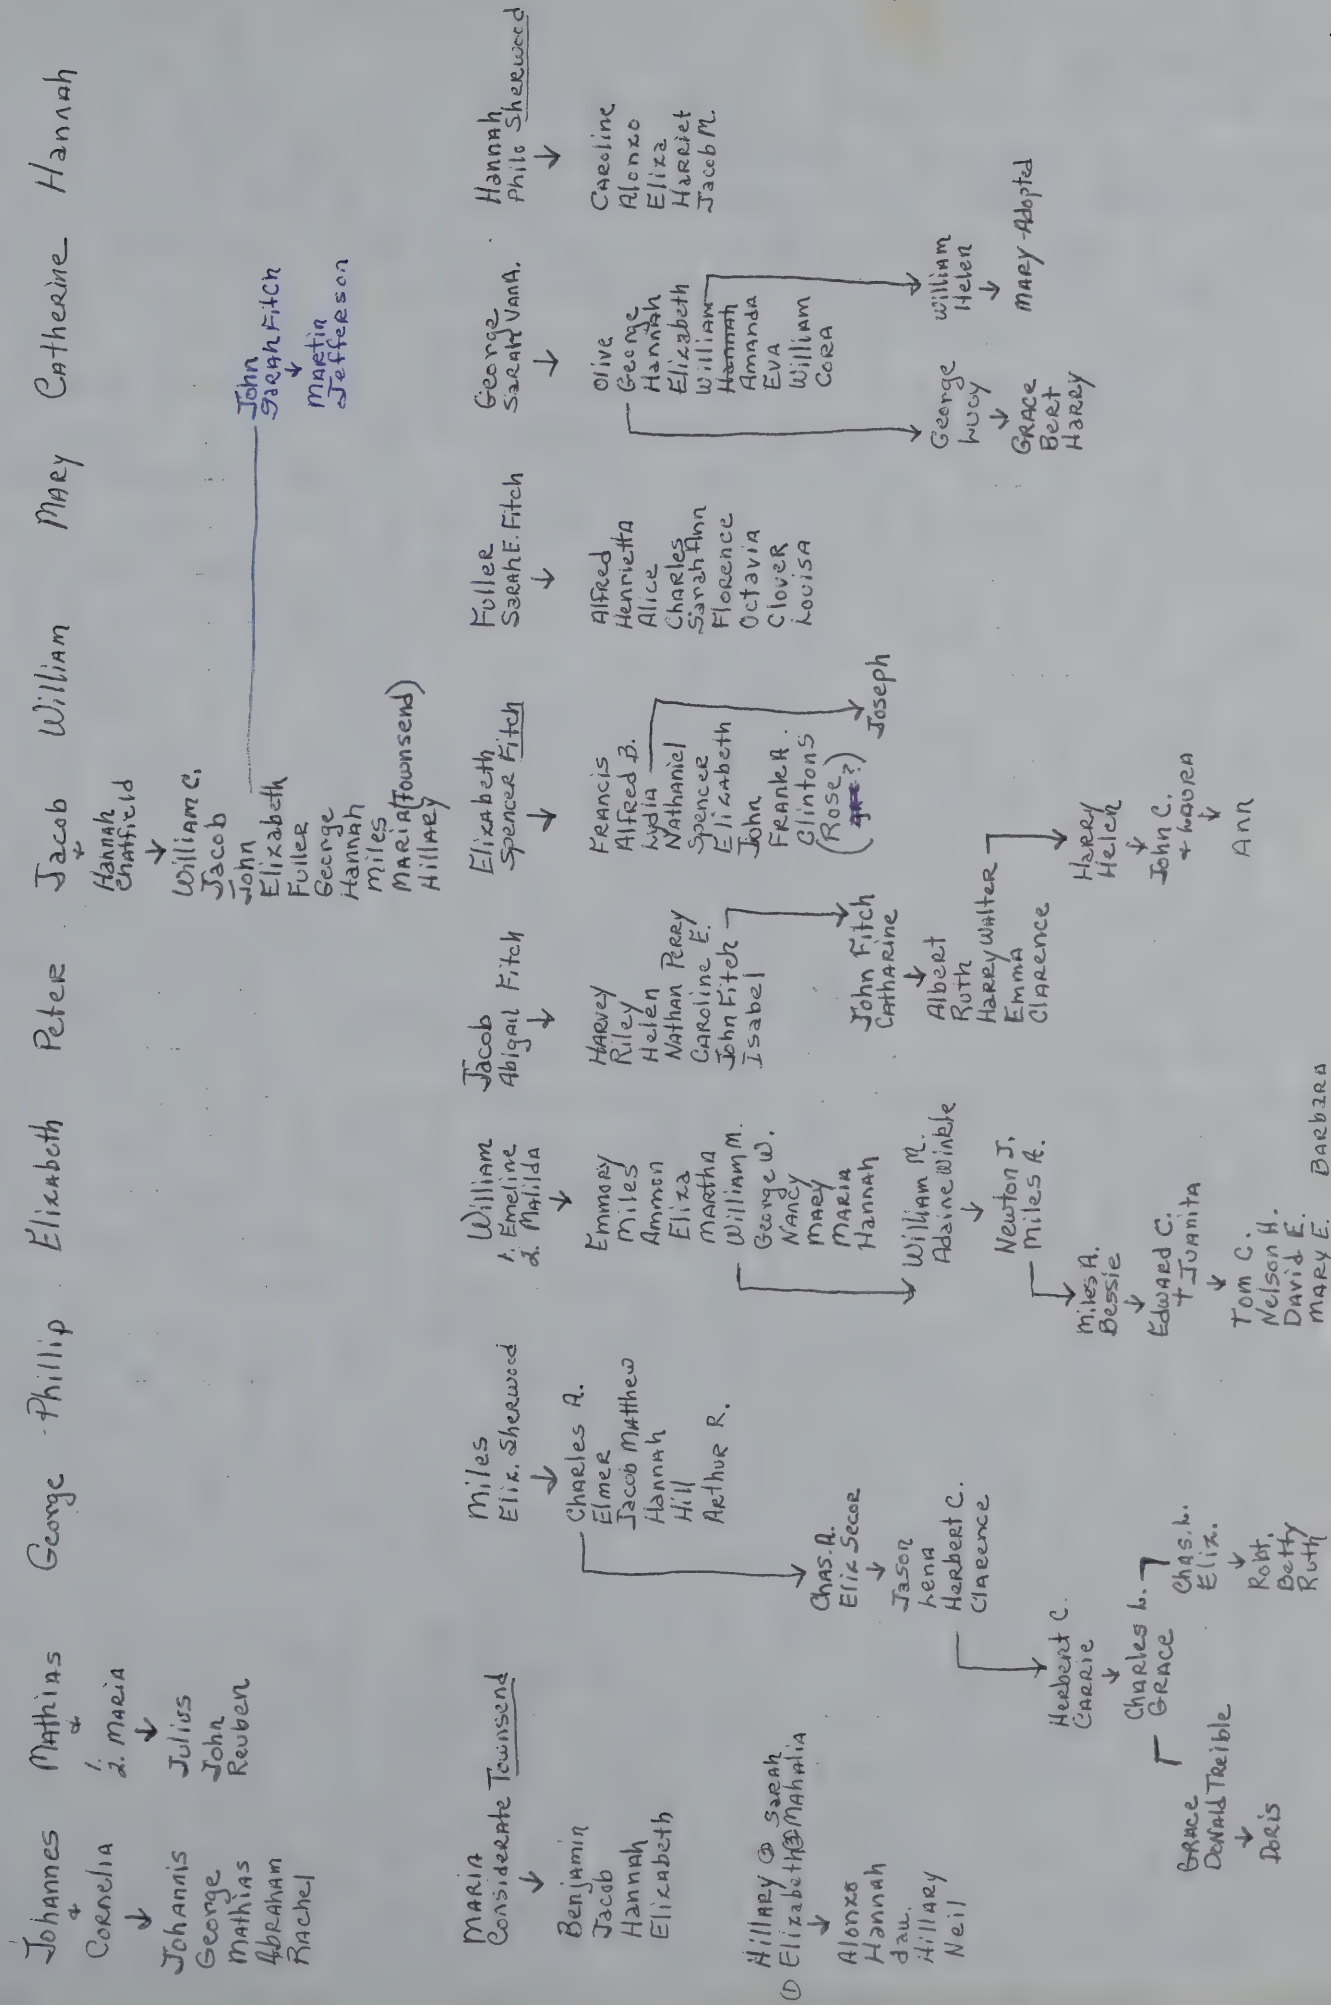 Johannes
&
Cornelia
Johannis
George
Mathias
Abraham
Rachel
Mathias
&
1.
2. Maria
Julius
John
Reuben
George
Phillip
Elizabeth
Peter
Jacob
&
Hannah
Chatfield
William C.
Jacob
John
Elizabeth
Fuller
George
Hannah
Miles
Maria (Townsend)
Hillary
William
Mary
Catherine
Hannah
John
Sarah Fitch
Martin
Jefferson
Maria
Considerate Townsend
Benjamin
Jacob
Hannah
Elizabeth
Miles
Eliz. Sherwood
Charles A.
Elmer
Jacob Matthew
Hannah
Hill
Arthur R.
William
1. Emeline
2. Malilda
Emmory
Miles
Ammon
Eliza
Martha
William M.
George W.
Nancy
Mary
Maria
Hannah
Jacob
Abigail Fitch
Harvey
Riley
Helen
Nathan Perry
Caroline E.
John Fitch
Isabel
Elizabeth
Spencer Fitch
Francis
Alfred B.
Lydia
Nathaniel
Spencer
Elizabeth
John
Frank A.
Clinton S
(Rose ?)
Joseph
Fuller
Sarah E. Fitch
Alfred
Henrietta
Alice
Charles
Sarah Ann
Florence
Octavia
Clover
Louisa
George
Sarah VanA.
Olive
George
Hannah
Elizabeth
William
Hannah
Amanda
Eva
William
Cora
Hannah
Philo Sherwood
Caroline
Alonzo
Eliza
Harriet
Jacob M.
Hillary ② Sarah
① Elizabeth ③ Mahalia
Alonzo
Hannah
dau.
Hillary
Neil
Chas. A.
Eliz Secor
Jason
Lena
Herbert C.
Clarence
William M.
Adaine Winkle
Newton J.
Miles A.
John Fitch
Catharine
Albert
Ruth
Harry Walter
Emma
Clarence
George
Lucy
Grace
Bert
Harry
William
Helen
Mary-Adopted
Herbert C.
Carrie
Charles L.
Grace
Miles A.
Bessie
Edward C.
+ Juanita
Tom C.
Nelson H.
David E.
Mary E.
Barbara
Harry
Helen
John C.
+ Laura
Ann
Grace
Donald Treible
Doris
Chas. L.
Eliz.
Robt.
Betty
Ruth